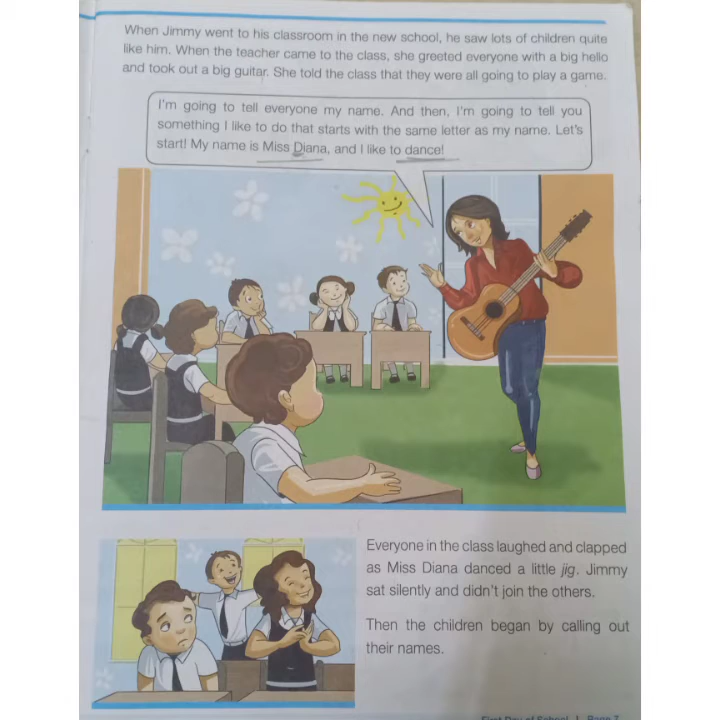 When Jimmy went to his classroom in the new school, he saw lots of children quite
like him. When the teacher came to the class, she greeted everyone with a big hello
and took out a big guitar. She told the class that they were all going to play a game.
I'm going to tell everyone my name. And then, I'm going to tell you
something I like to do that starts with the same letter as my name. Let's
start! My name is Miss Diana, and I like to dance!
Everyone in the class laughed and clapped
as Miss Diana danced a little jig. Jimmy
sat silently and didn't join the others.
Then the children began by calling out
their names.
First Day of School | Page 7